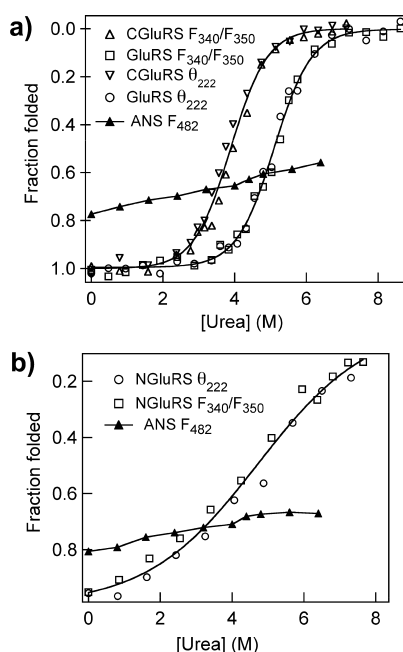 a)
△ CGluRS F340/F350
□ GluRS F340/F350
▽ CGluRS θ222
○ GluRS θ222
▲ ANS F482
Fraction folded
0.0
0.2
0.4
0.6
0.8
1.0
0
2
4
6
8
[Urea] (M)
b)
○ NGluRS θ222
□ NGluRS F340/F350
▲ ANS F482
Fraction folded
0.2
0.4
0.6
0.8
0
2
4
6
8
[Urea] (M)